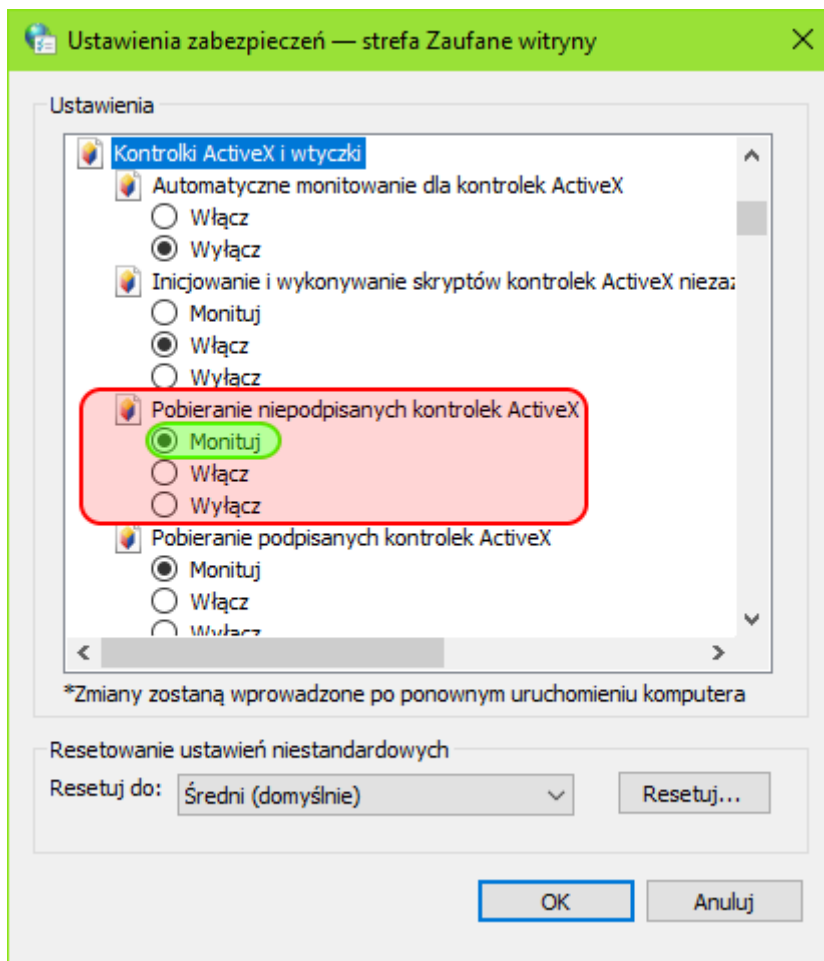 Ustawienia zabezpieczeń — strefa Zaufane witryny
Ustawienia
Kontrolki ActiveX i wtyczki
Automatyczne monitowanie dla kontrolek ActiveX
Włącz
Wyłącz
Inicjowanie i wykonywanie skryptów kontrolek ActiveX
Monituj
Włącz
Wyłącz
Pobieranie niepodpisanych kontrolek ActiveX
Monituj
Włącz
Wyłącz
Pobieranie podpisanych kontrolek ActiveX
Monituj
Włącz
Wyłącz
*Zmiany zostaną wprowadzone po ponownym uruchomieniu komputera
Resetowanie ustawień niestandardowych
Resetuj do:
Średni (domyślnie)
Resetuj...
OK
Anuluj